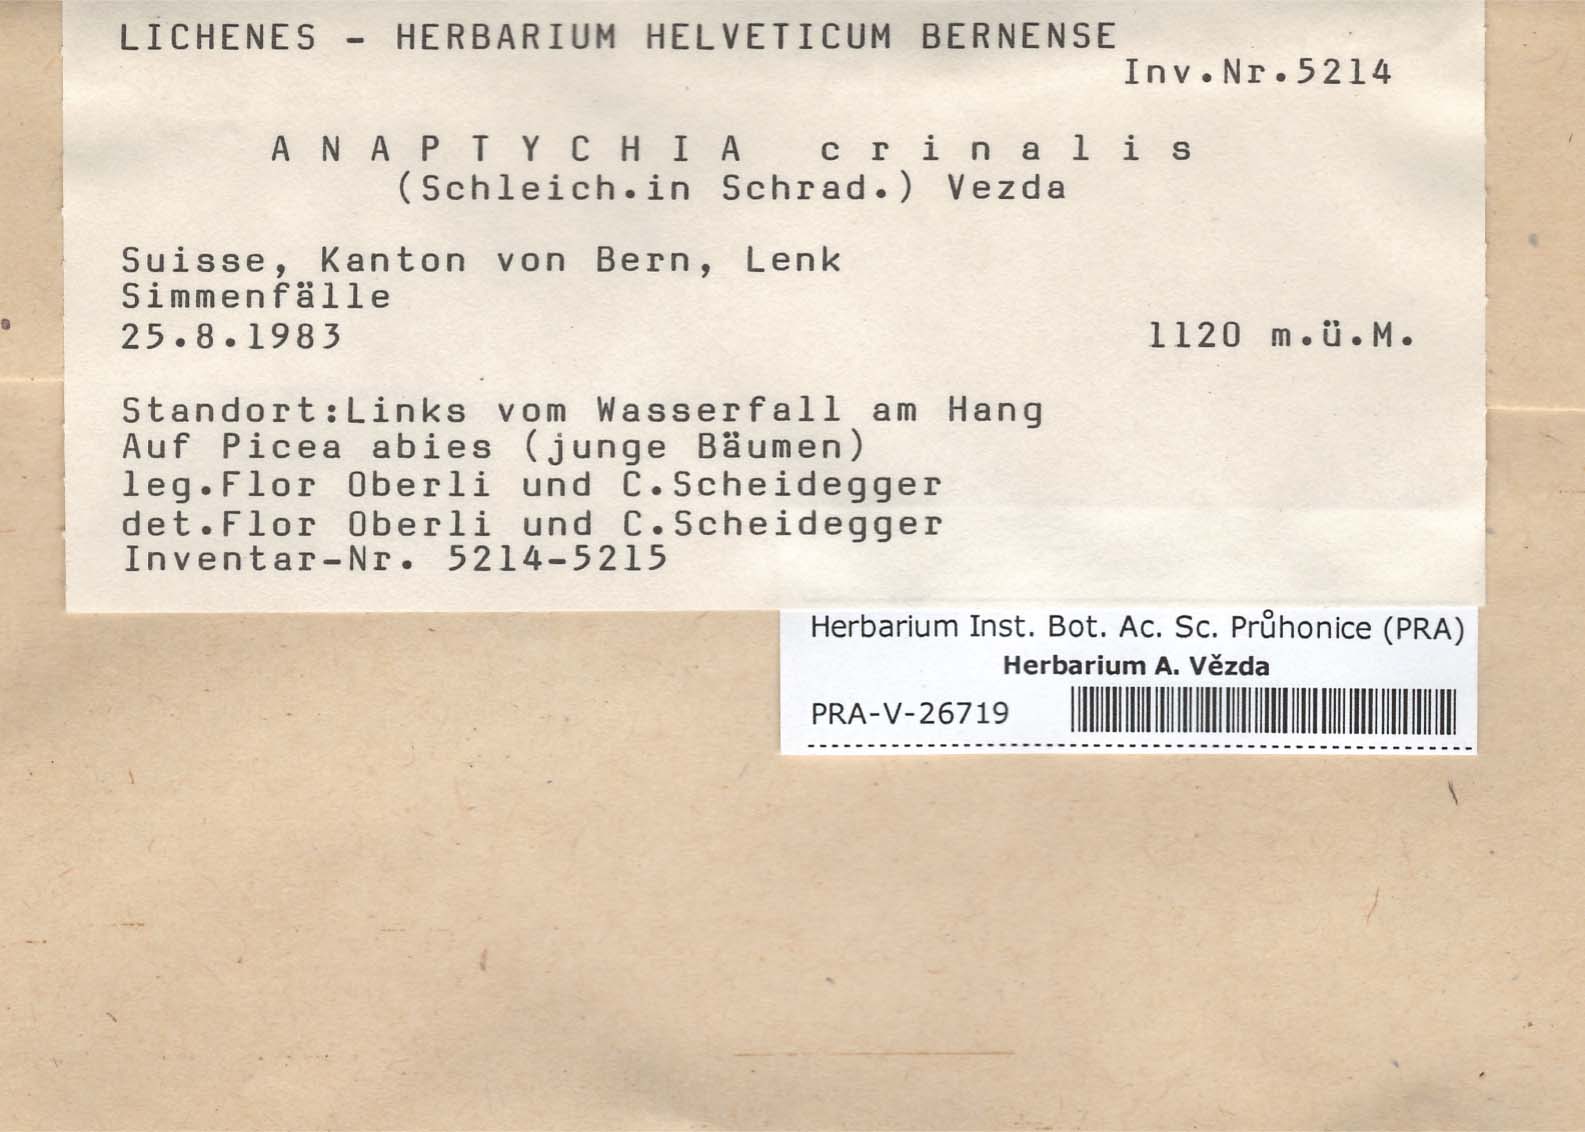 LICHENES - HERBARIUM HELVETICUM BERNENSE
Inv.Nr.5214
ANAPTYCHIA crinalis
(Schleich.in Schrad.) Vezda
Suisse, Kanton von Bern, Lenk
Simmenfälle
25.8.1983 1120 m.ü.M.
Standort:Links vom Wasserfall am Hang
Auf Picea abies (junge Bäumen)
leg.Flor Oberli und C.Scheidegger
det.Flor Oberli und C.Scheidegger
Inventar-Nr. 5214-5215
Herbarium Inst. Bot. Ac. Sc. Průhonice (PRA)
Herbarium A. Vězda
PRA-V-26719